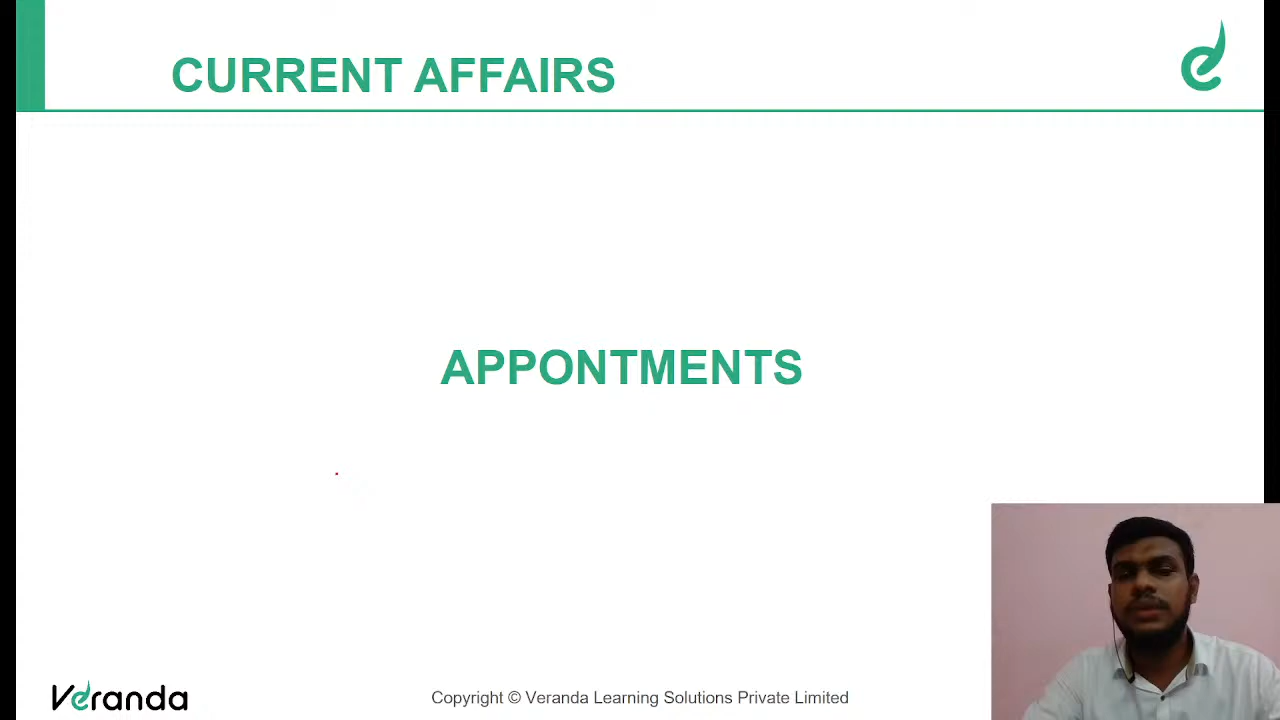 CURRENT AFFAIRS
APPONTMENTS
Veranda
Copyright © Veranda Learning Solutions Private Limited